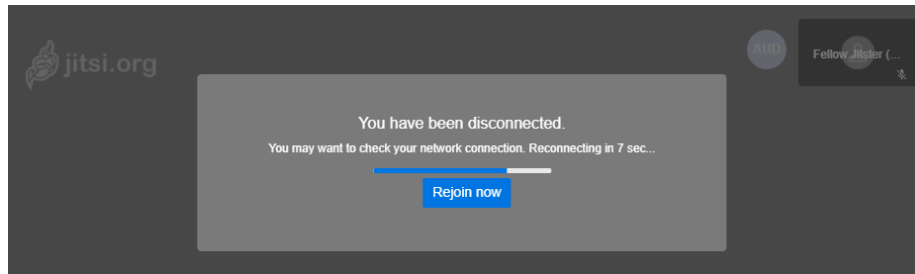 jitsi.org
AUD
Fellow Jitster (...
You have been disconnected.
You may want to check your network connection. Reconnecting in 7 sec...
Rejoin now